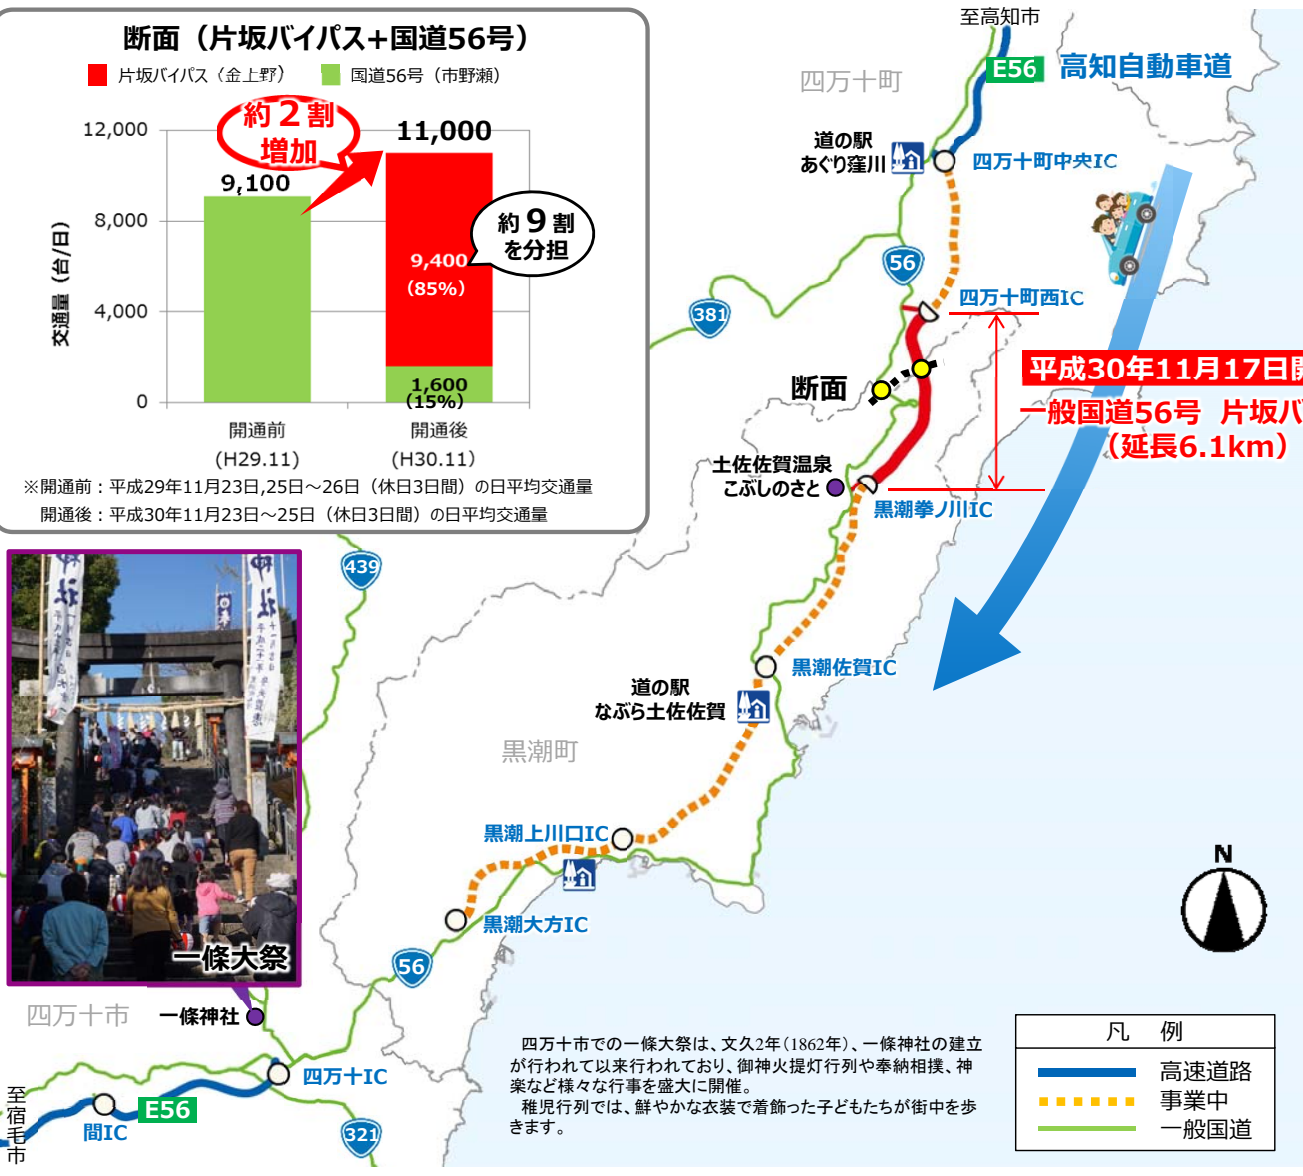 断面（片坂バイパス+国道56号）
片坂バイパス（金上野）
国道56号（市野瀬）
約２割
増加
12,000
8,000
4,000
0
交通量（台/日）
9,100
11,000
9,400
（85%）
1,600
（15%）
約９割
を分担
開通前
（H29.11）
開通後
（H30.11）
※開通前：平成29年11月23日,25日～26日（休日3日間）の日平均交通量
開通後：平成30年11月23日～25日（休日3日間）の日平均交通量
至高知市
E56
高知自動車道
四万十町
道の駅
あぐり窪川
四万十町中央IC
56
四万十町西IC
381
断面
平成30年11月17日開
一般国道56号 片坂バ
（延長6.1km）
土佐佐賀温泉
こぶしのさと
黒潮拳ノ川IC
439
黒潮佐賀IC
道の駅
なぶら土佐佐賀
黒潮町
黒潮上川口IC
黒潮大方IC
56
神社
神社
一條大祭
四万十市
一條神社
四万十IC
至宿毛市
間IC
E56
321
四万十市での一條大祭は、文久2年（1862年）、一條神社の建立
が行われて以来行われており、御神火提灯行列や奉納相撲、神
楽など様々な行事を盛大に開催。
稚児行列では、鮮やかな衣装で着飾った子どもたちが街中を歩
きます。
N
凡 例
高速道路
事業中
一般国道